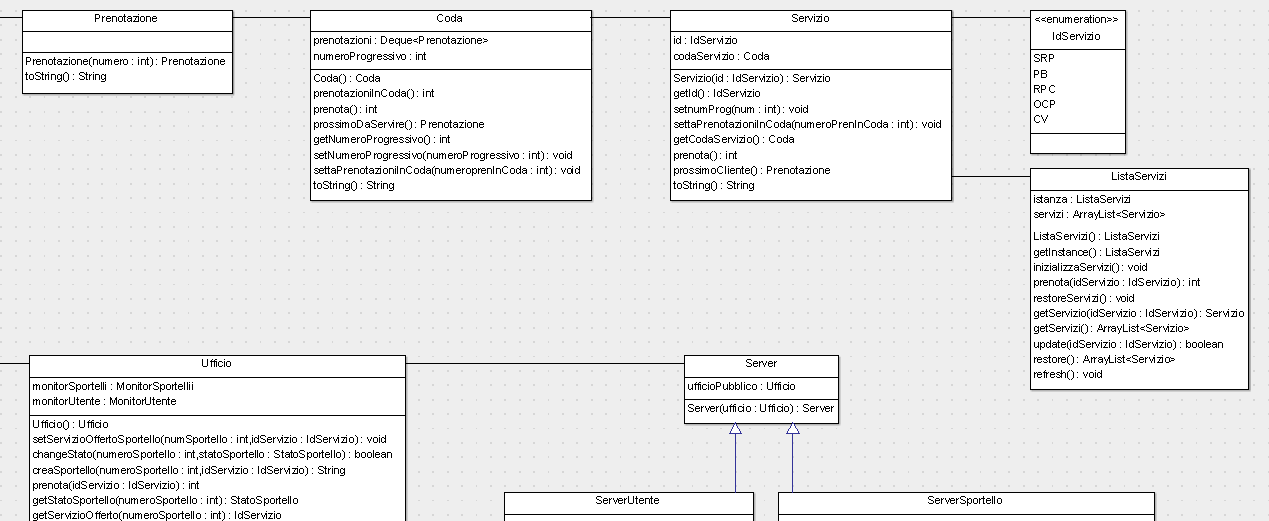 Prenotazione
Prenotazione(numero : int) : Prenotazione
toString() : String
Coda
prenotazioni : Deque<Prenotazione>
numeroProgressivo : int
Coda() : Coda
prenotazioniInCoda() : int
prenota() : int
prossimoDaServire() : Prenotazione
getNumeroProgressivo() : int
setNumeroProgressivo(numeroProgressivo : int) : void
settaPrenotazioniInCoda(numeroprenInCoda : int) : void
toString() : String
Servizio
id : IdServizio
codaServizio : Coda
Servizio(id : IdServizio) : Servizio
getId() : IdServizio
setnumProg(num : int) : void
settaPrenotazioniInCoda(numeroPrenInCoda : int) : void
getCodaServizio() : Coda
prenota() : int
prossimoCliente() : Prenotazione
toString() : String
<<enumeration>>
IdServizio
SRP
PB
RPC
OCP
CV
ListaServizi
istanza : ListaServizi
servizi : ArrayList<Servizio>
ListaServizi() : ListaServizi
getInstance() : ListaServizi
inizializzaServizi() : void
prenota(idServizio : IdServizio) : int
restoreServizi() : void
getServizio(idServizio : IdServizio) : Servizio
getServizi() : ArrayList<Servizio>
update(idServizio : IdServizio) : boolean
restore() : ArrayList<Servizio>
refresh() : void
Ufficio
monitorSportelli : MonitorSportellii
monitorUtente : MonitorUtente
Ufficio() : Ufficio
setServizioOffertoSportello(numSportello : int,idServizio : IdServizio) : void
changeStato(numeroSportello : int,statoSportello : StatoSportello) : boolean
creaSportello(numeroSportello : int,idServizio : IdServizio) : String
prenota(idServizio : IdServizio) : int
getStatoSportello(numeroSportello : int) : StatoSportello
getServizioOfferto(numeroSportello : int) : IdServizio
Server
ufficioPubblico : Ufficio
Server(ufficio : Ufficio) : Server
ServerUtente
ServerSportello